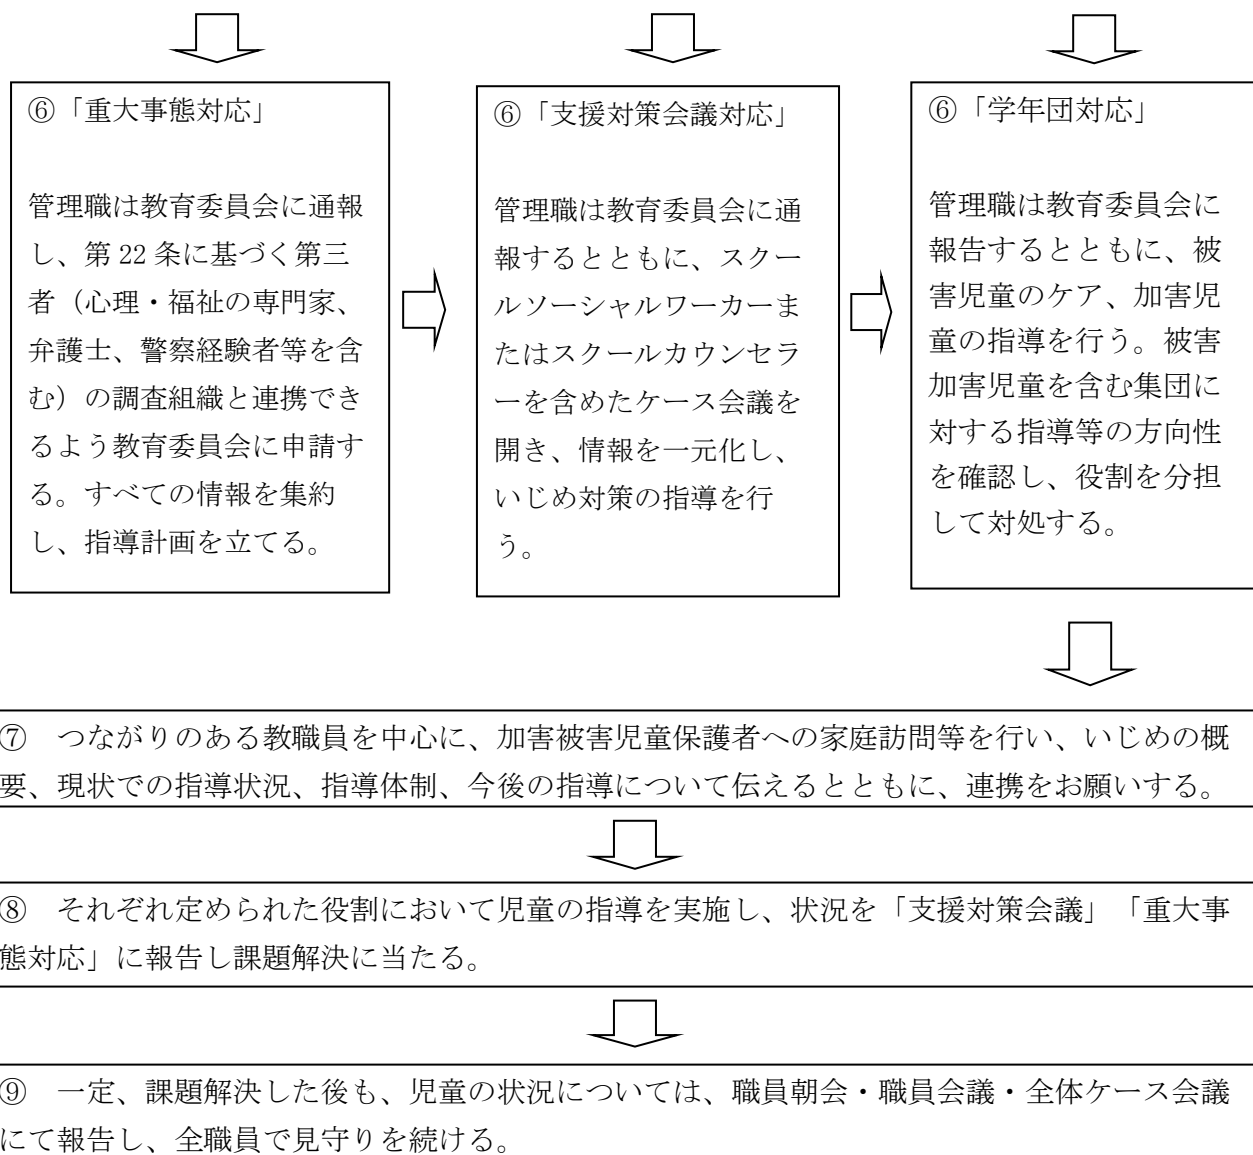 ⑥「重大事態対応」
管理職は教育委員会に通報
し、第 22 条に基づく第三
者（心理・福祉の専門家、
弁護士、警察経験者等を含
む）の調査組織と連携でき
るよう教育委員会に申請す
る。すべての情報を集約
し、指導計画を立てる。
⑥「支援対策会議対応」
管理職は教育委員会に通
報するとともに、スクー
ルソーシャルワーカーま
たはスクールカウンセラ
ーを含めたケース会議を
開き、情報を一元化し、
いじめ対策の指導を行
う。
⑥「学年団対応」
管理職は教育委員会に
報告するとともに、被
害児童のケア、加害児
童の指導を行う。被害
加害児童を含む集団に
対する指導等の方向性
を確認し、役割を分担
して対処する。
⑦　つながりのある教職員を中心に、加害被害児童保護者への家庭訪問等を行い、いじめの概
要、現状での指導状況、指導体制、今後の指導について伝えるとともに、連携をお願いする。
⑧　それぞれ定められた役割において児童の指導を実施し、状況を「支援対策会議」「重大事
態対応」に報告し課題解決に当たる。
⑨　一定、課題解決した後も、児童の状況については、職員朝会・職員会議・全体ケース会議
にて報告し、全職員で見守りを続ける。